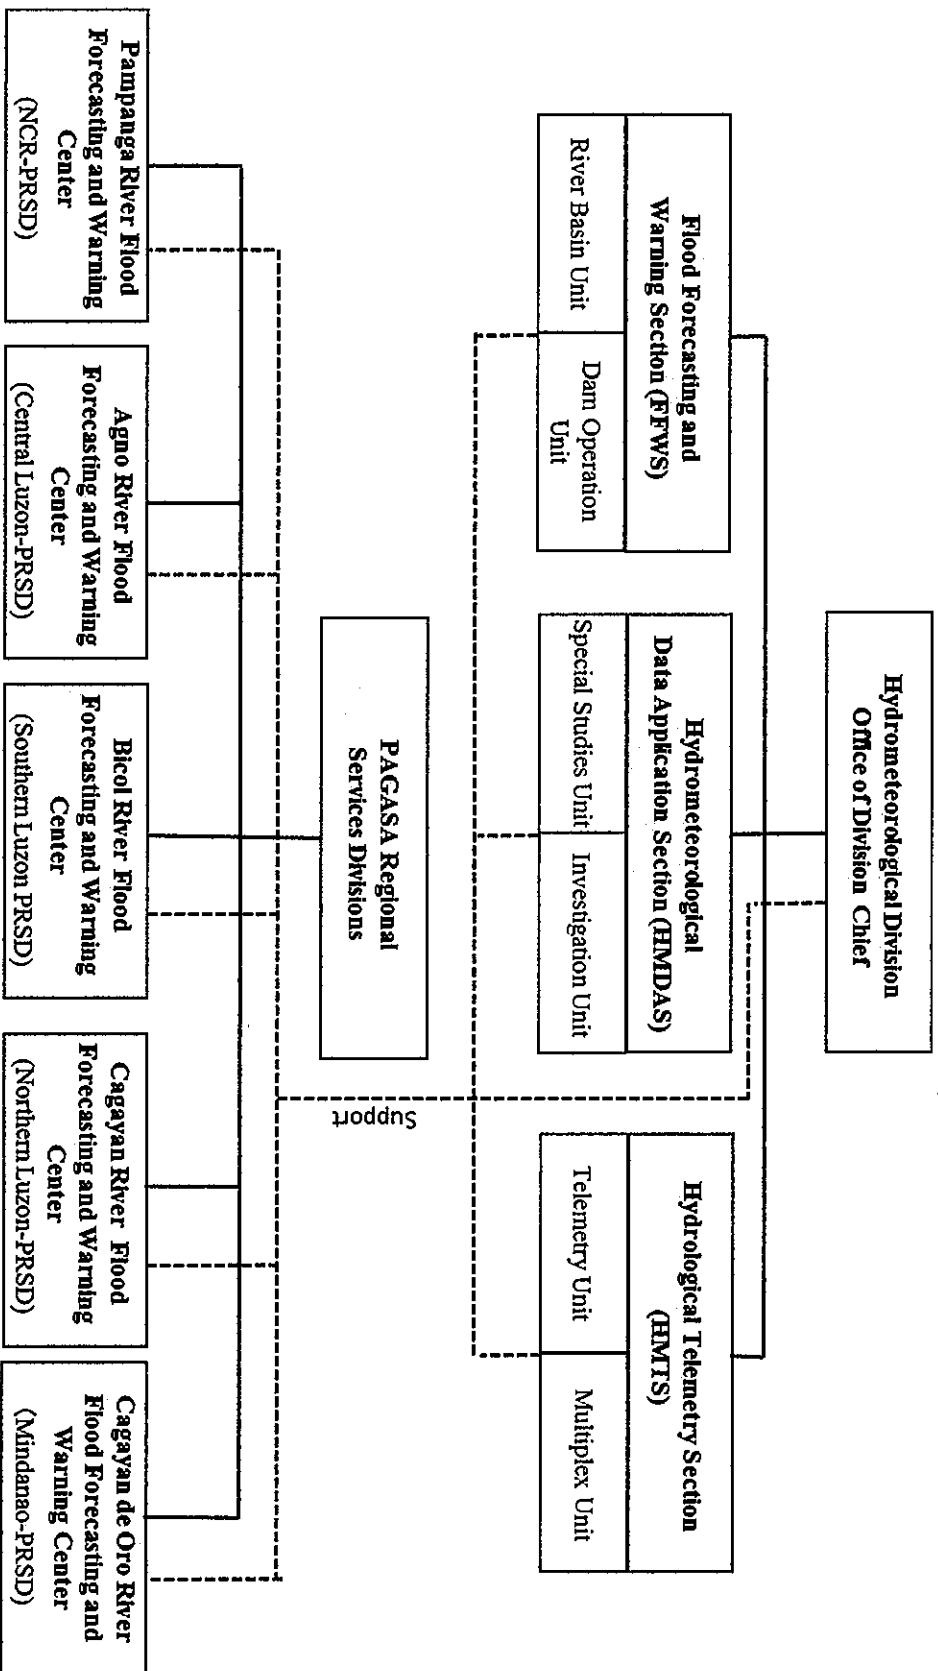 Hydrometeorological Division
Office of Division Chief
Flood Forecasting and
Warning Section (FFWS)
River Basin Unit
Dam Operation
Unit
Hydrometeorological
Data Application Section (HMDAS)
Special Studies Unit
Investigation Unit
Hydrological Telemetry Section
(HMTS)
Telemetry Unit
Multiplex Unit
Support
PAGASA Regional
Services Divisions
Pampanga River Flood
Forecasting and Warning
Center
(NCR-PRSD)
Agno River Flood
Forecasting and Warning
Center
(Central Luzon-PRSD)
Bicol River Flood
Forecasting and Warning
Center
(Southern Luzon PRSD)
Cagayan River Flood
Forecasting and Warning
Center
(Northern Luzon-PRSD)
Cagayan de Oro River
Flood Forecasting and
Warning Center
(Mindanao-PRSD)